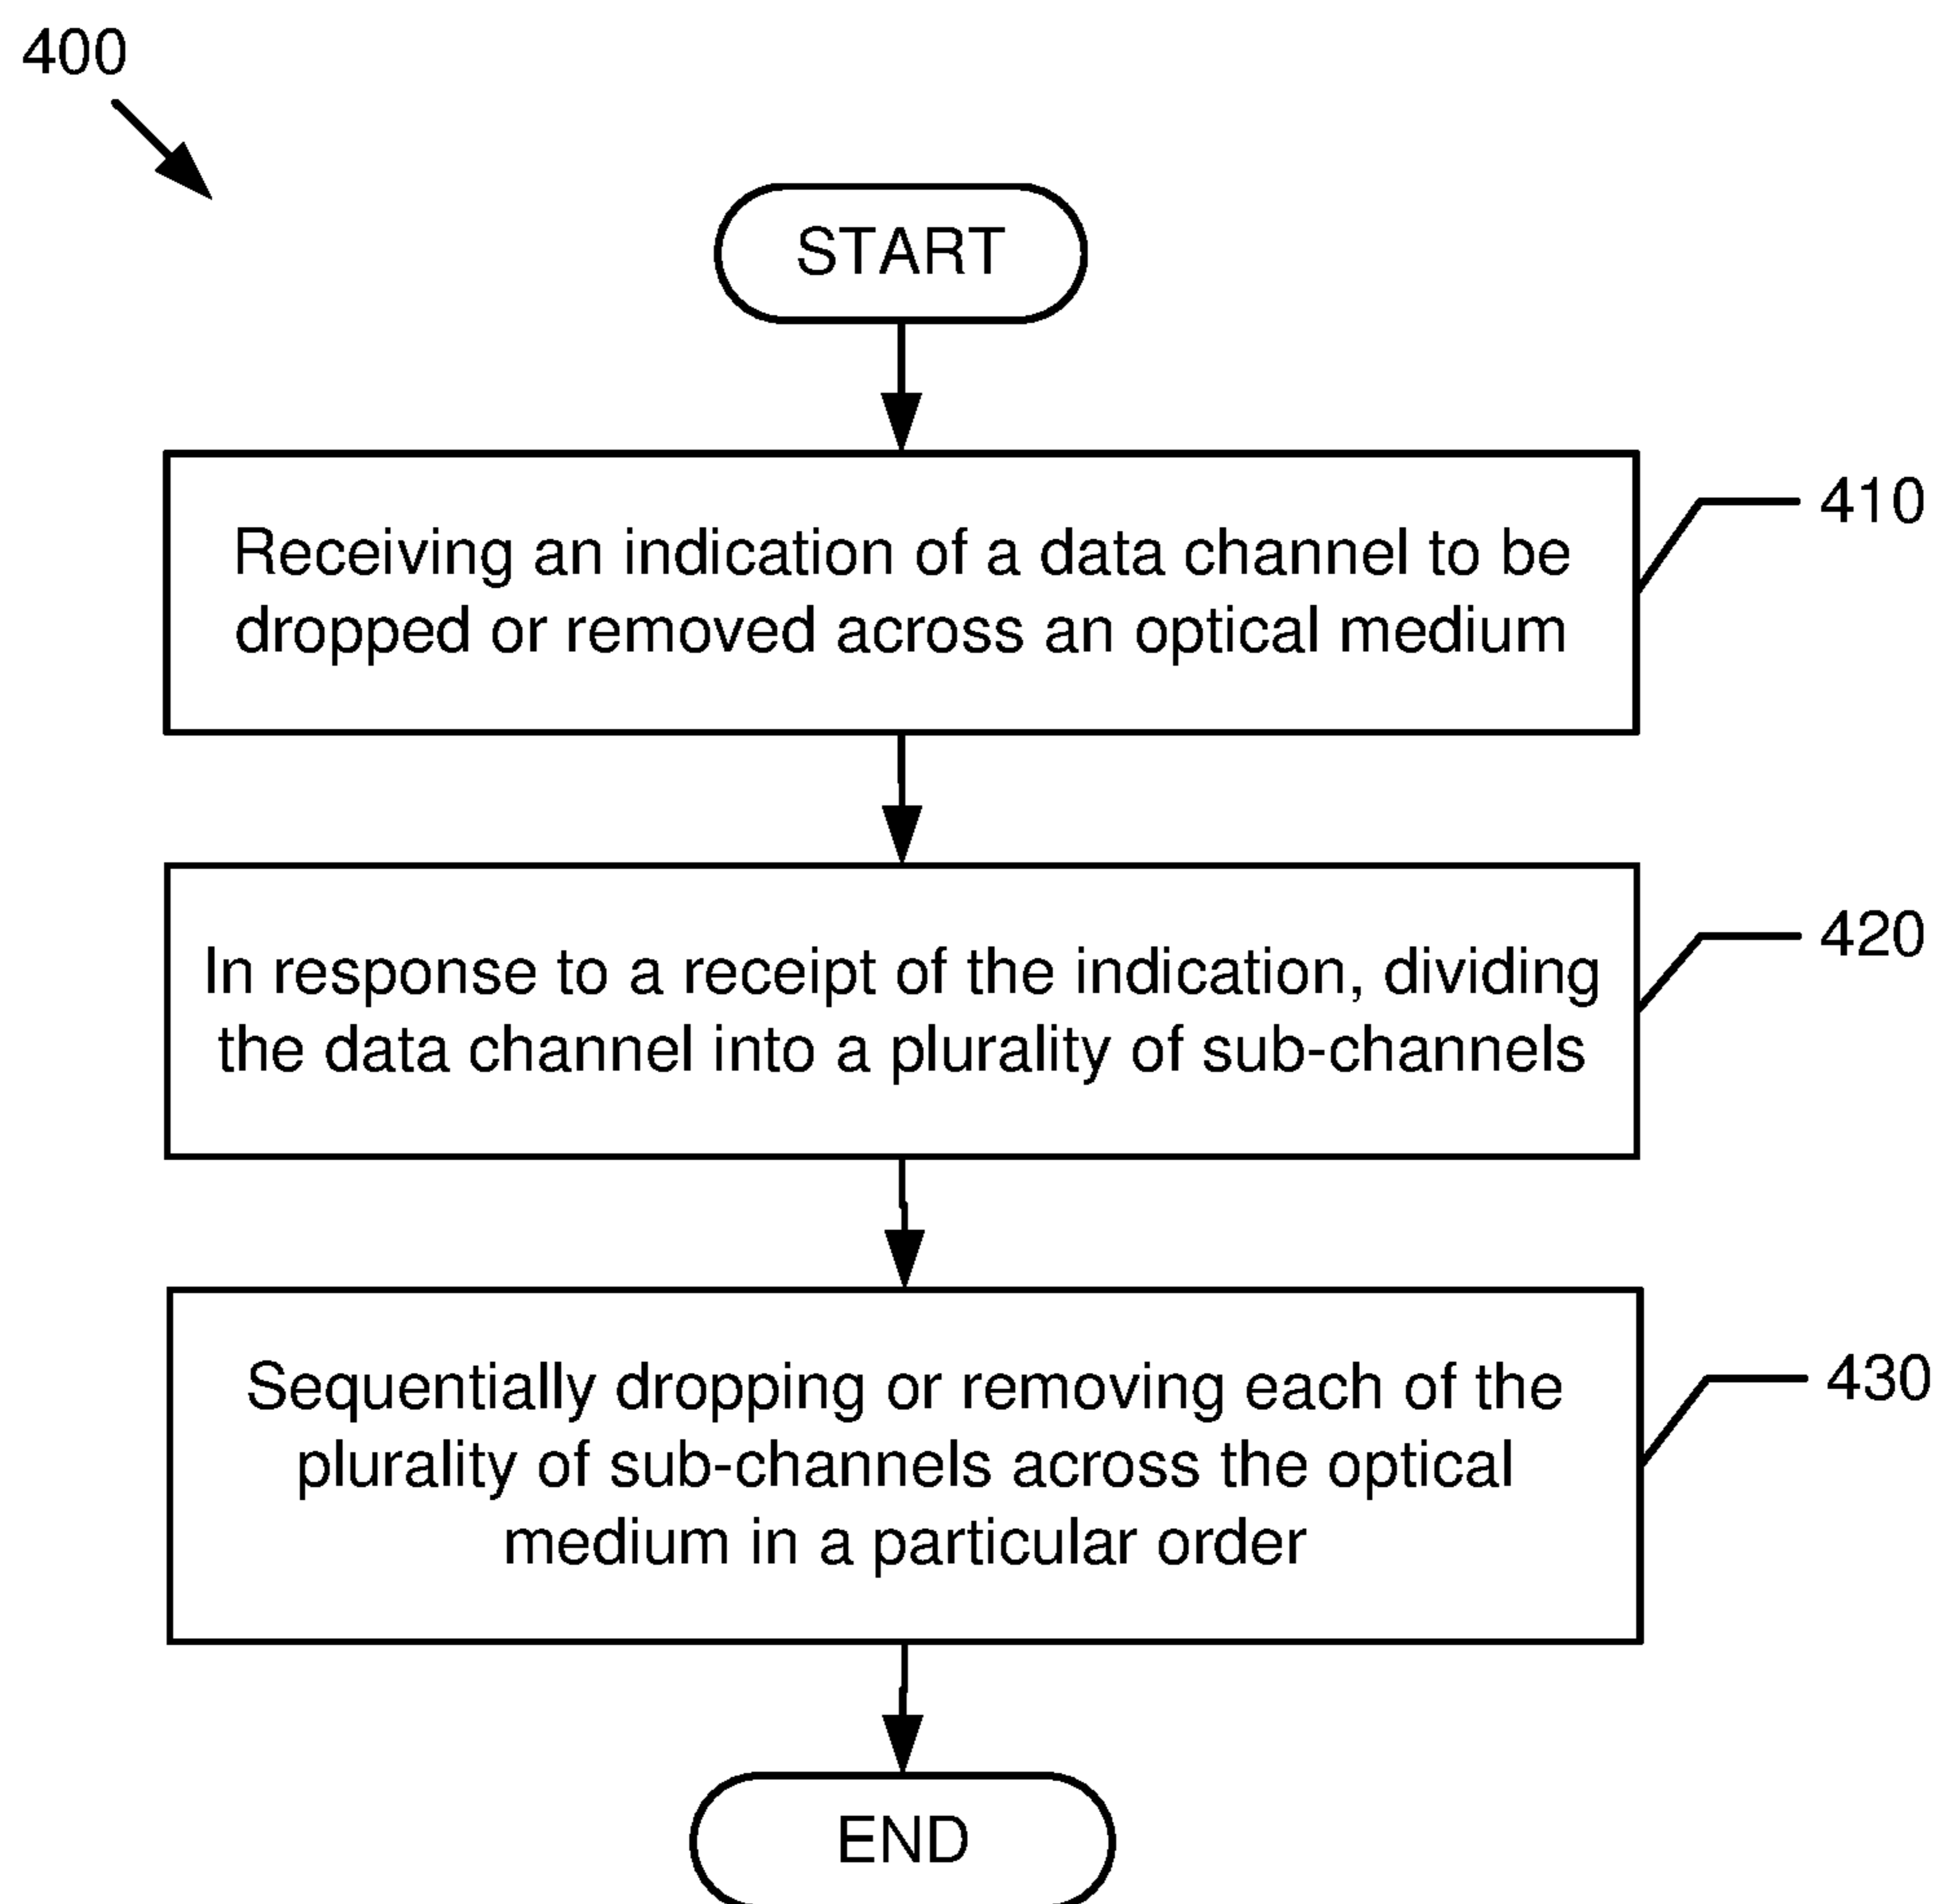 400
START
Receiving an indication of a data channel to be
dropped or removed across an optical medium
410
In response to a receipt of the indication, dividing
the data channel into a plurality of sub-channels
420
Sequentially dropping or removing each of the
plurality of sub-channels across the optical
medium in a particular order
430
END